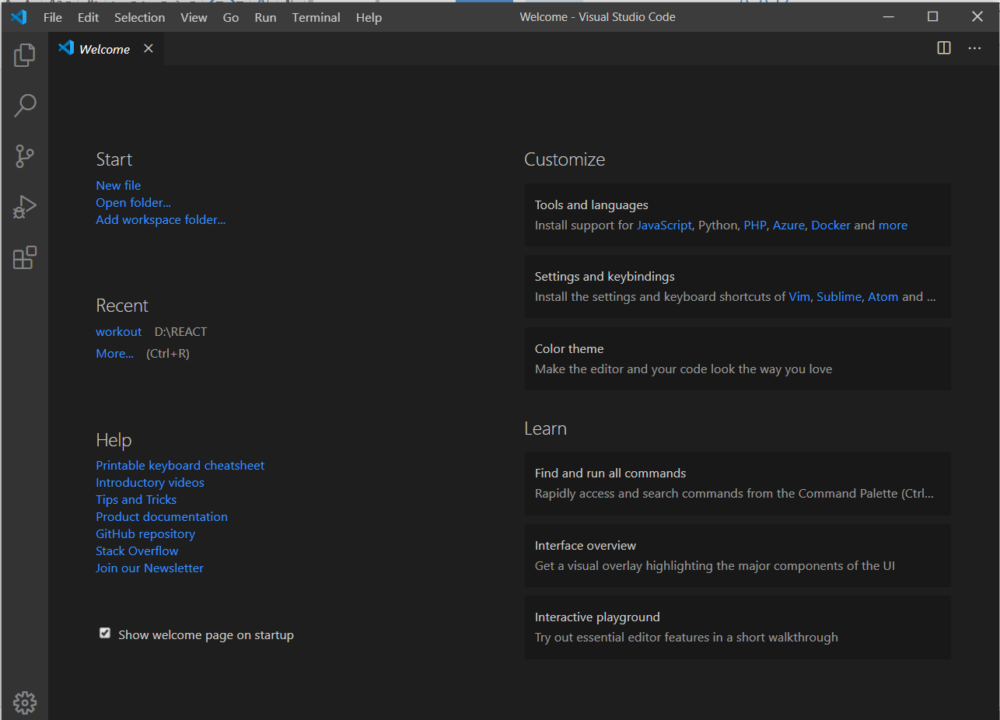 File Edit Selection View Go Run Terminal Help Welcome - Visual Studio Code
Welcome
Start
New file
Open folder...
Add workspace folder...
Recent
workout D:\REACT
More... (Ctrl+R)
Help
Printable keyboard cheatsheet
Introductory videos
Tips and Tricks
Product documentation
GitHub repository
Stack Overflow
Join our Newsletter
Show welcome page on startup
Customize
Tools and languages
Install support for JavaScript, Python, PHP, Azure, Docker and more
Settings and keybindings
Install the settings and keyboard shortcuts of Vim, Sublime, Atom and ...
Color theme
Make the editor and your code look the way you love
Learn
Find and run all commands
Rapidly access and search commands from the Command Palette (Ctrl...
Interface overview
Get a visual overlay highlighting the major components of the UI
Interactive playground
Try out essential editor features in a short walkthrough